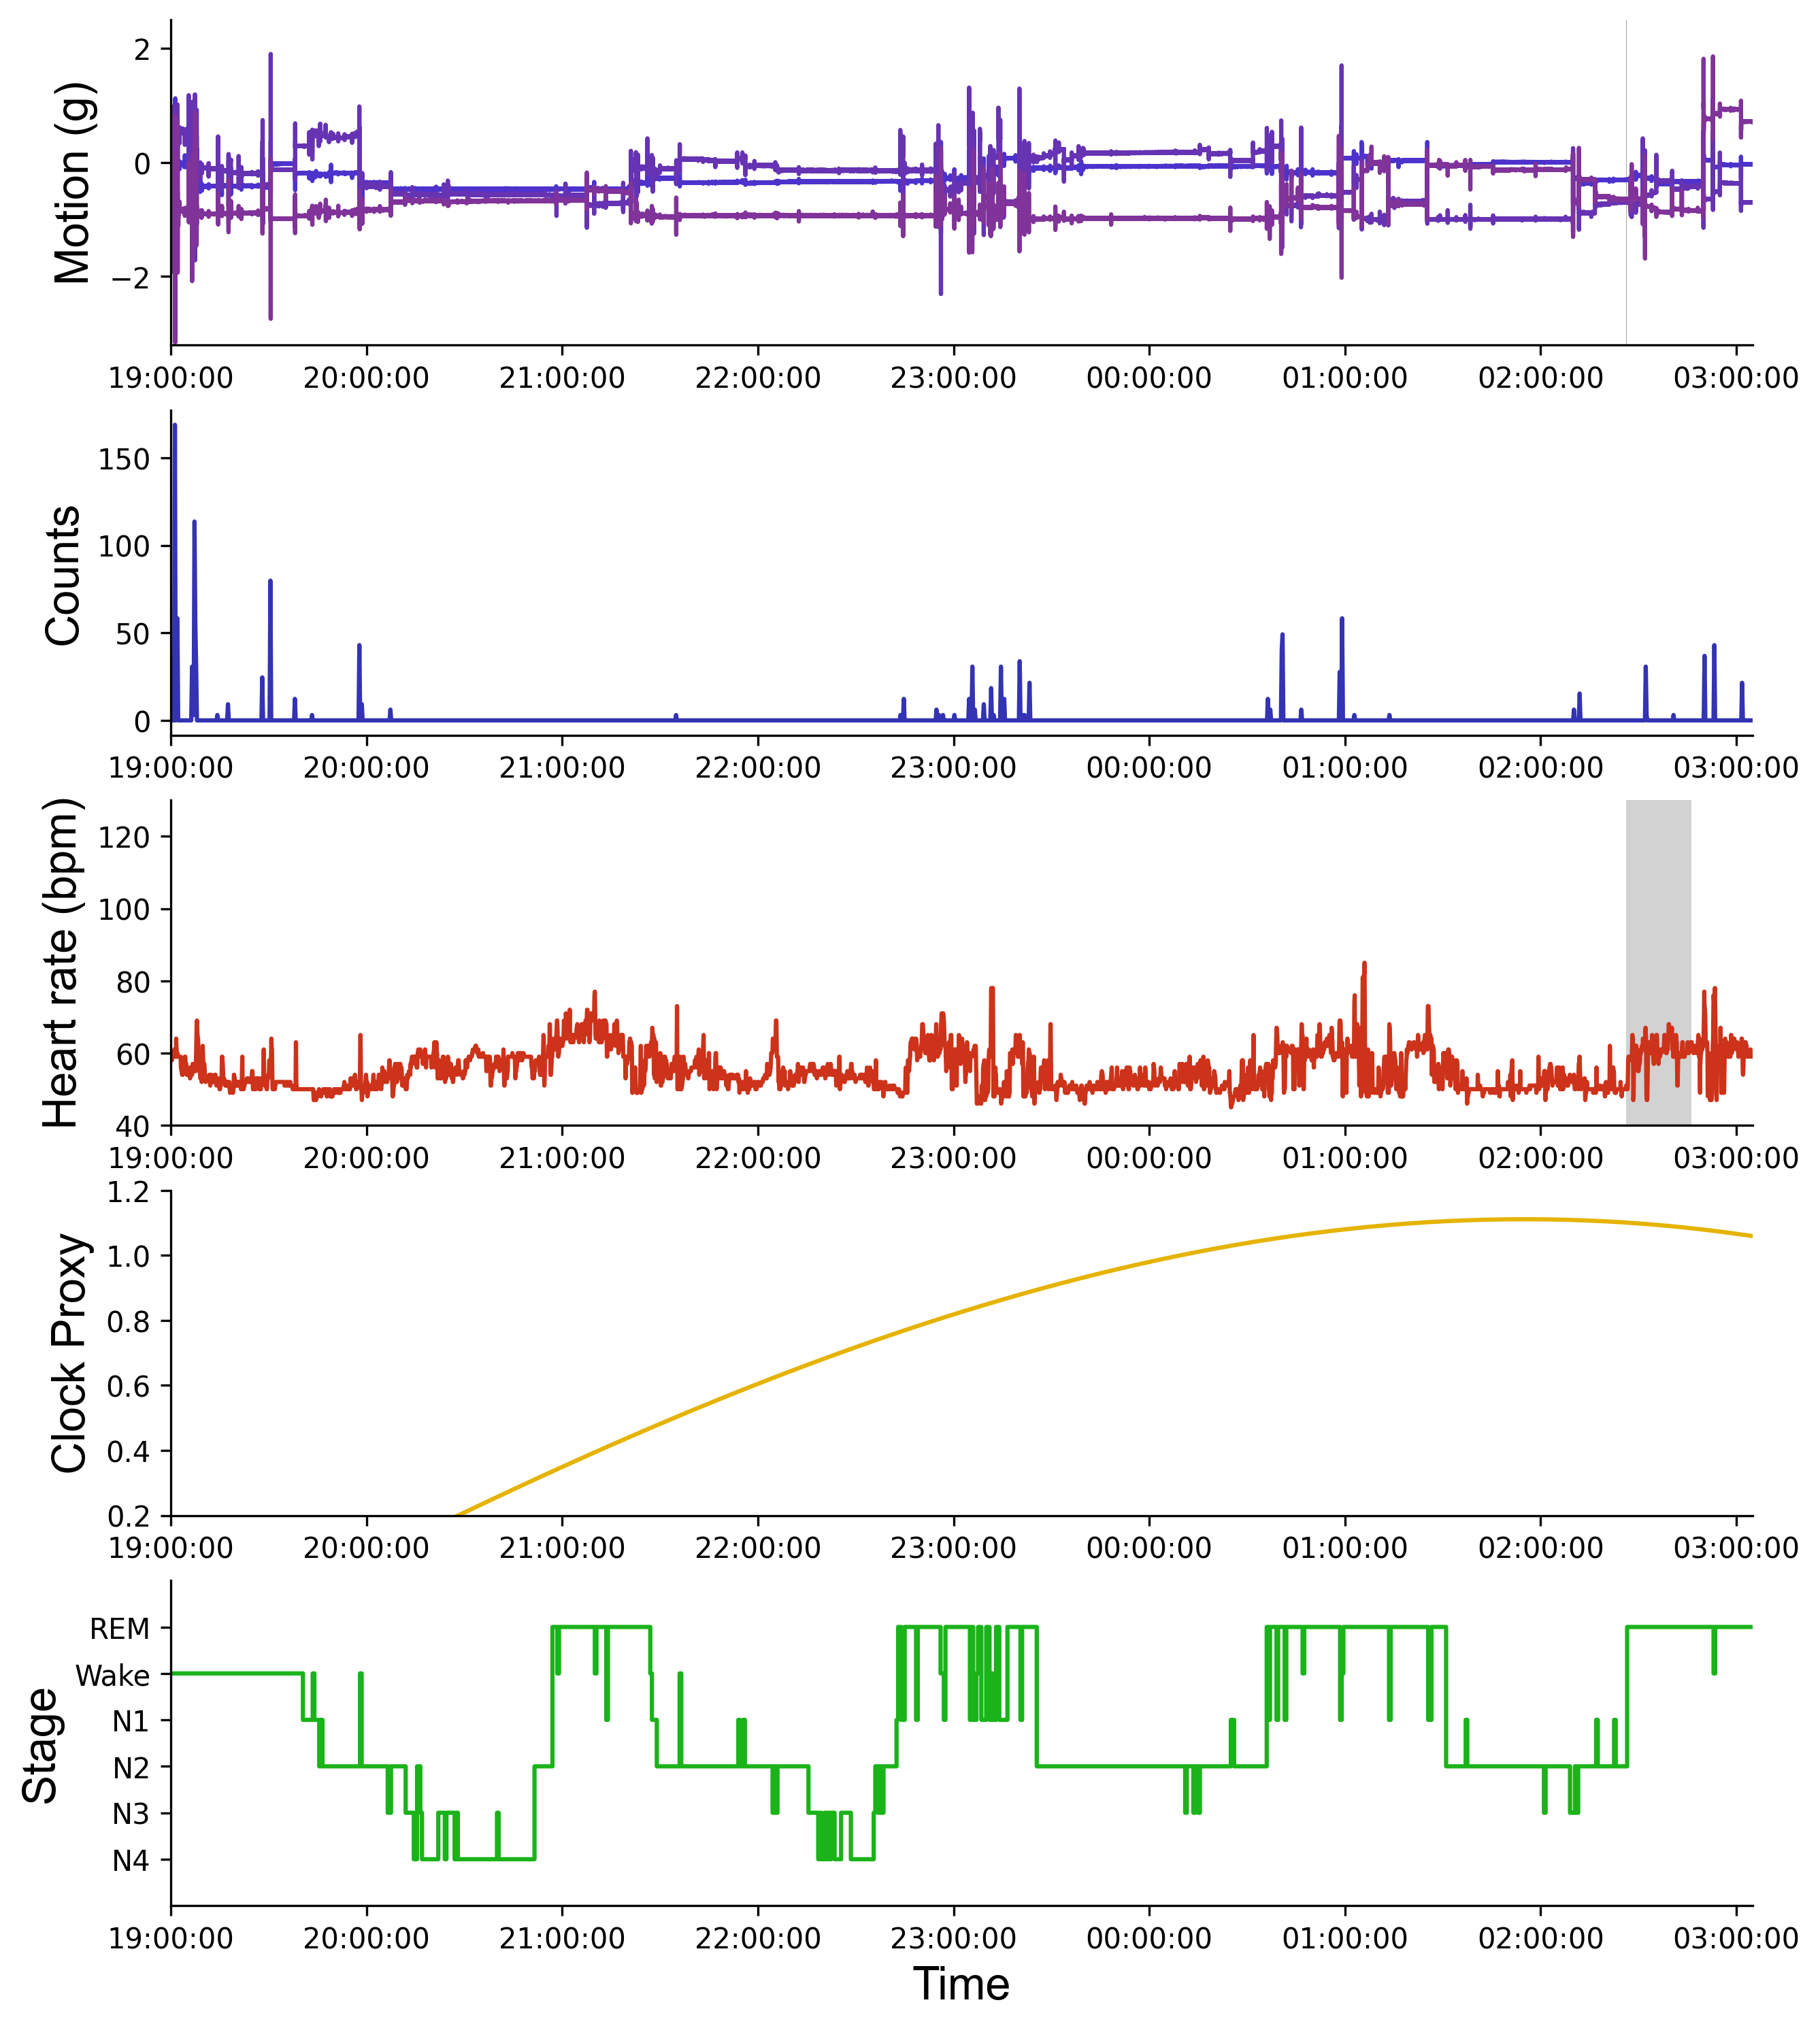 Motion (g)
2
0
−2
19:00:00 20:00:00 21:00:00 22:00:00 23:00:00 00:00:00 01:00:00 02:00:00 03:00:00
Counts
150
100
50
0
19:00:00 20:00:00 21:00:00 22:00:00 23:00:00 00:00:00 01:00:00 02:00:00 03:00:00
Heart rate (bpm)
120
100
80
60
40
19:00:00 20:00:00 21:00:00 22:00:00 23:00:00 00:00:00 01:00:00 02:00:00 03:00:00
Clock Proxy
1.2
1.0
0.8
0.6
0.4
0.2
19:00:00 20:00:00 21:00:00 22:00:00 23:00:00 00:00:00 01:00:00 02:00:00 03:00:00
Stage
REM
Wake
N1
N2
N3
N4
19:00:00 20:00:00 21:00:00 22:00:00 23:00:00 00:00:00 01:00:00 02:00:00 03:00:00
Time